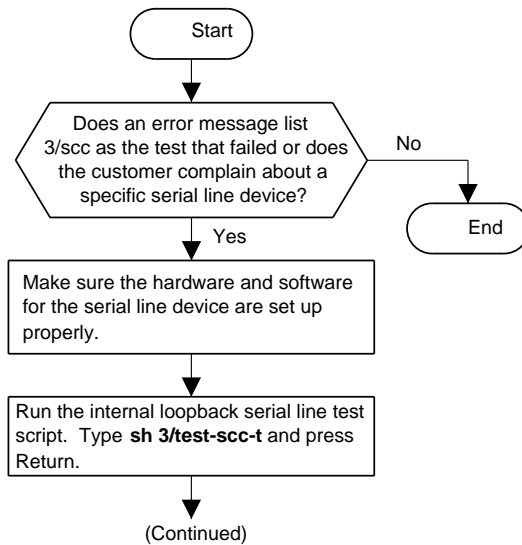 Start
Does an error message list
3/scc as the test that failed or does
the customer complain about a
specific serial line device?
No
End
Yes
Make sure the hardware and software
for the serial line device are set up
properly.
Run the internal loopback serial line test
script. Type sh 3/test-scc-t and press
Return.
(Continued)